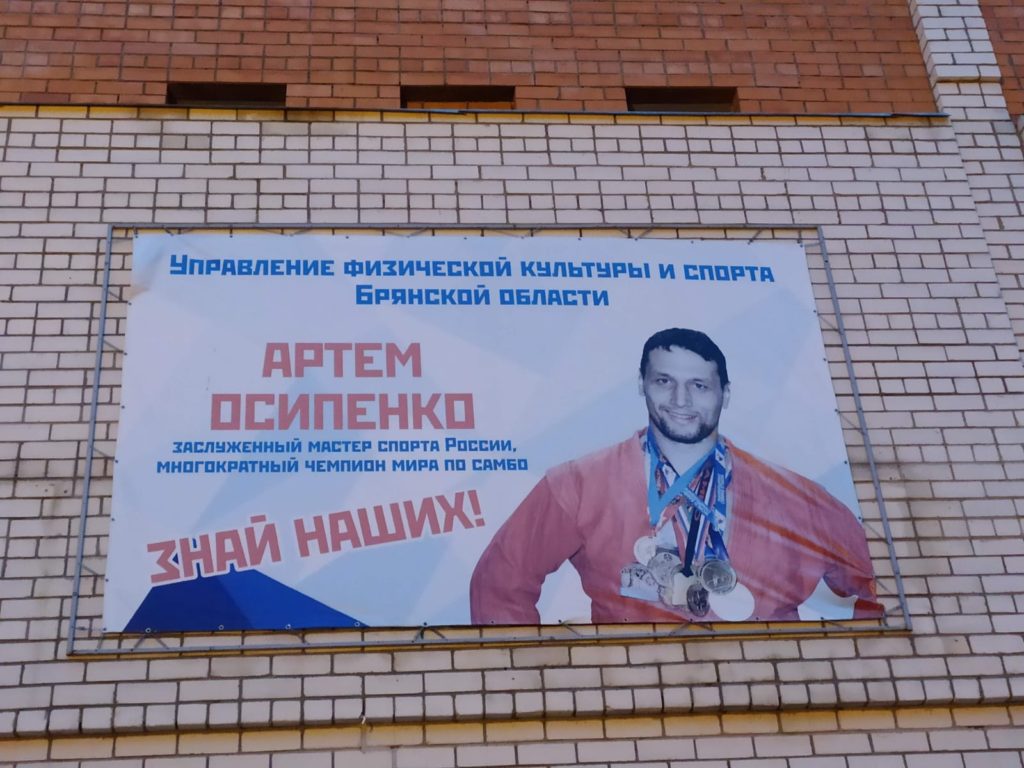 Управление физической культуры и спорта
Брянской области
АРТЕМ
ОСИПЕНКО
заслуженный мастер спорта России,
многократный чемпион мира по самбо
ЗНАЙ НАШИХ!